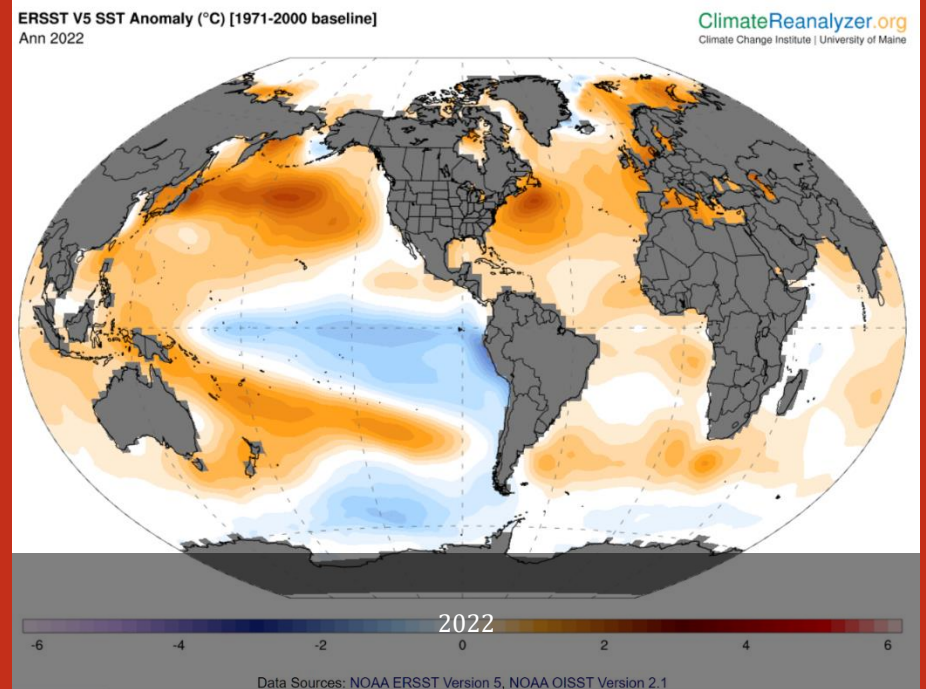 ERSST V5 SST Anomaly (°C) [1971-2000 baseline]
Ann 2022
ClimateReanalyzer.org
Climate Change Institute | University of Maine
2022
-6 -4 -2 0 2 4 6
Data Sources: NOAA ERSST Version 5, NOAA OISST Version 2.1